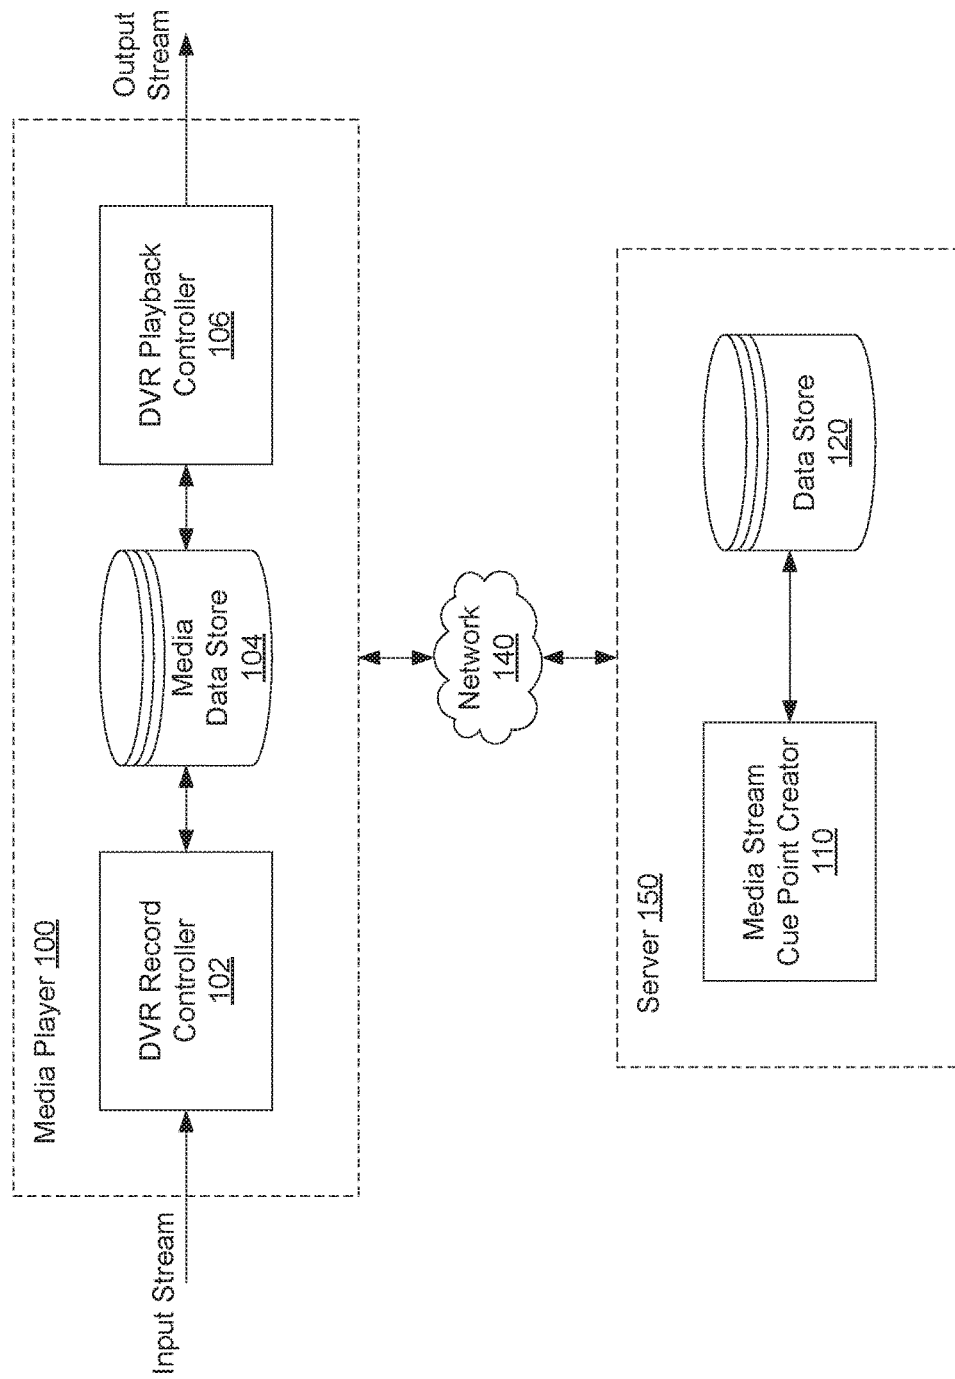 Media Player 100
Input Stream
DVR Record
Controller
102
Media
Data Store
104
DVR Playback
Controller
106
Output
Stream
Network
140
Server 150
Media Stream
Cue Point Creator
110
Data Store
120